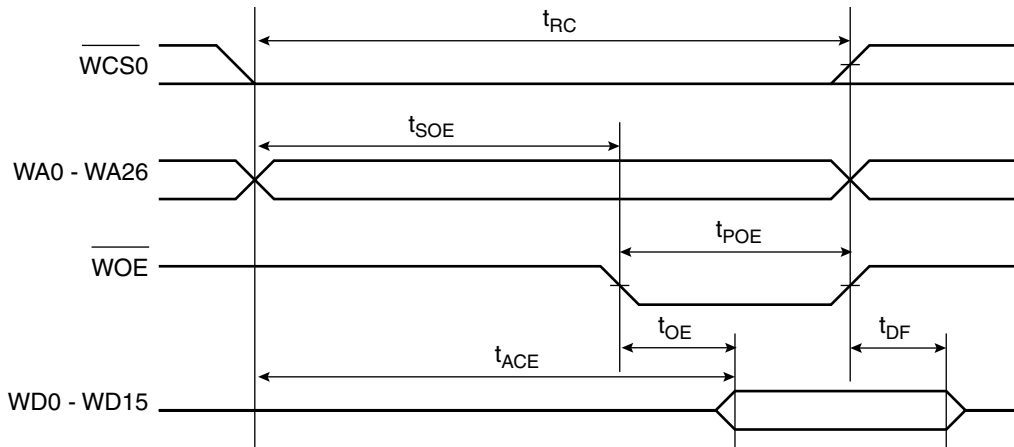 tRC
WCS0
tSOE
WA0 - WA26
tPOE
WOE
tOE
tDF
tACE
WD0 - WD15